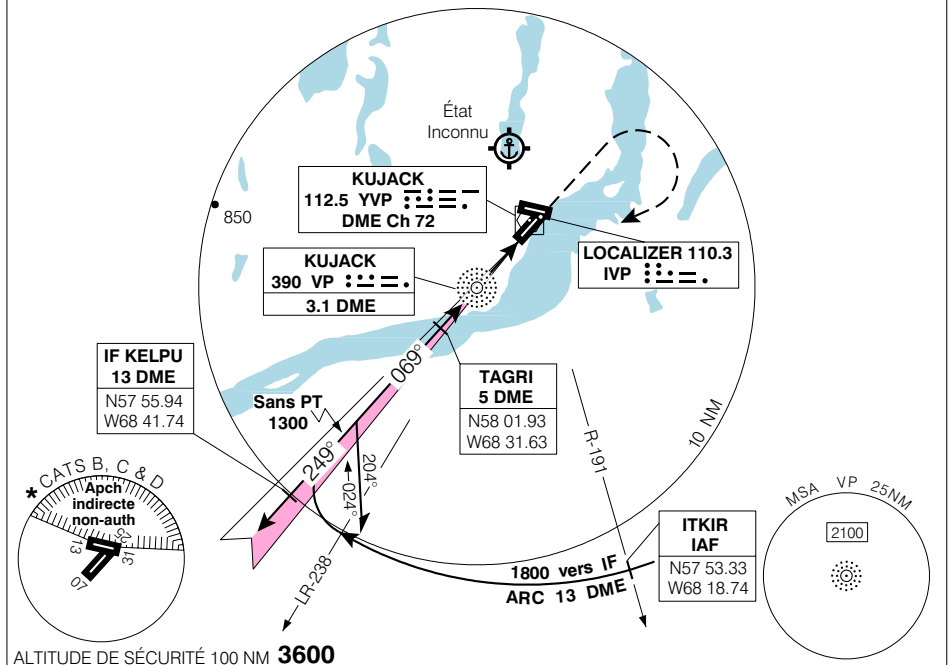 État
Inconnu
850
KUJACK
112.5 YVP
DME Ch 72
LOCALIZER 110.3
IVP
KUJACK
390 VP
3.1 DME
IF KELPU
13 DME
N57 55.94
W68 41.74
TAGRI
5 DME
N58 01.93
W68 31.63
069°
Sans PT
1300
249°
204°
024°
LR-238
R-191
10 NM
ITKIR
IAF
N57 53.33
W68 18.74
1800 vers IF
ARC 13 DME
* CATS B, C & D
Apch
indirecte
non-auth
13
25
31
07
MSA VP 25NM
2100
ALTITUDE DE SÉCURITÉ 100 NM 3600